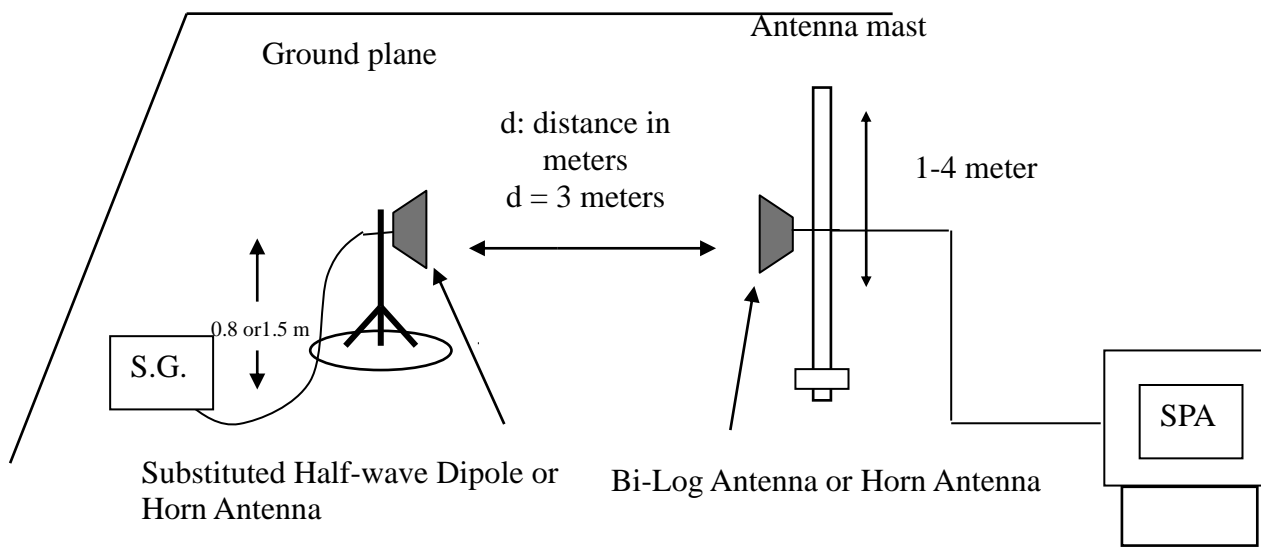 Antenna mast
Ground plane
d: distance in
meters
d = 3 meters
1-4 meter
0.8 or1.5 m
S.G.
SPA
Substituted Half-wave Dipole or
Horn Antenna
Bi-Log Antenna or Horn Antenna